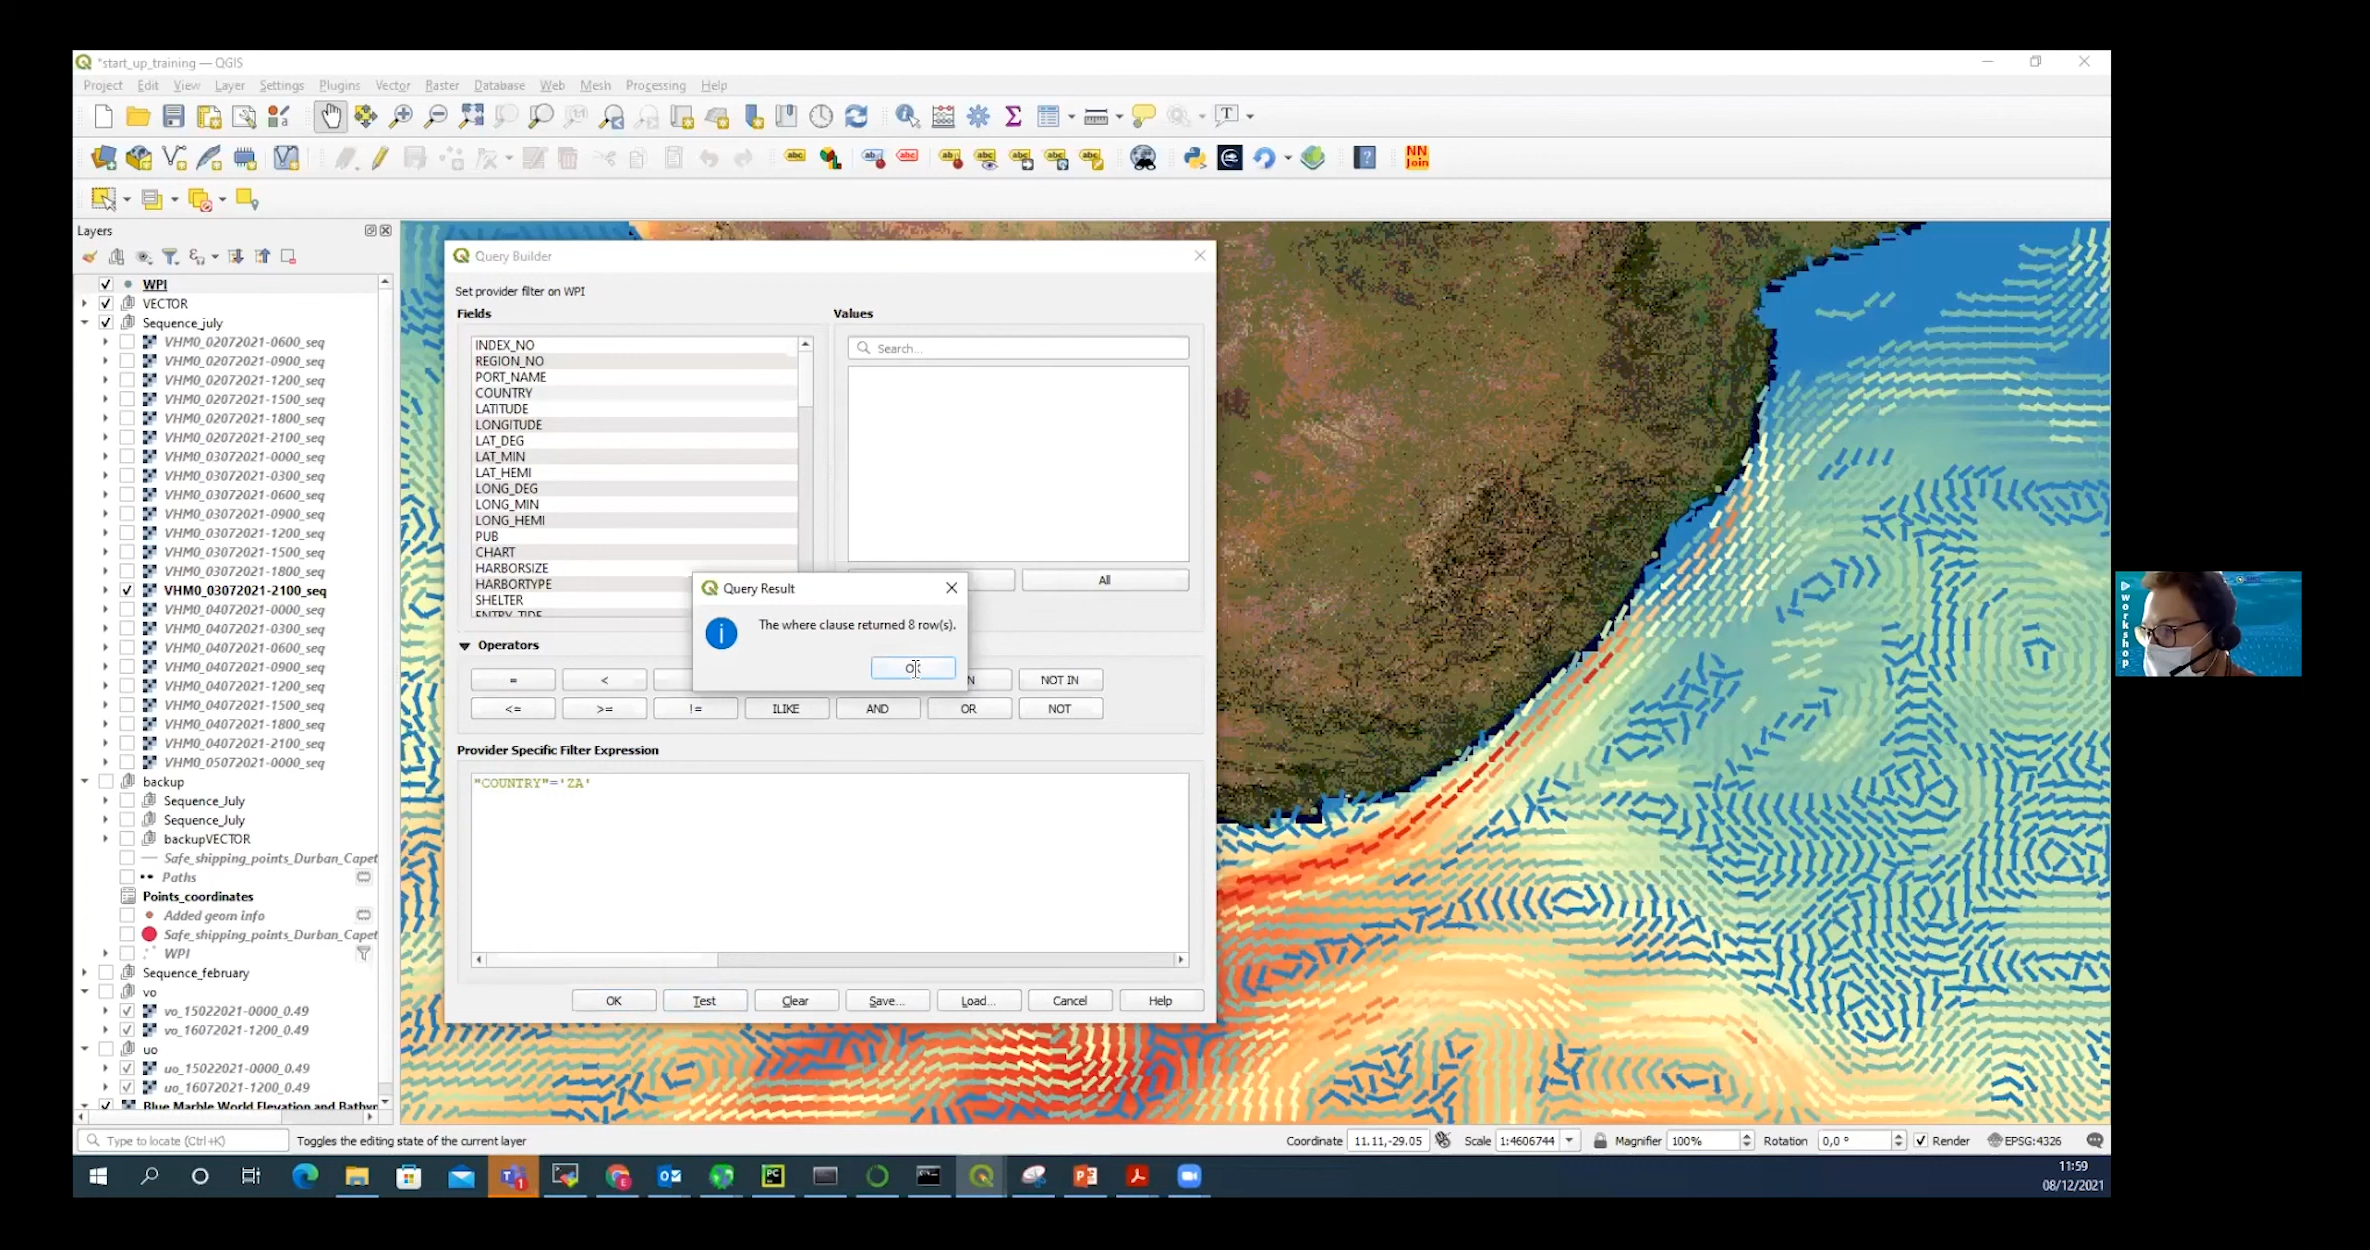 *start_up_training — QGIS
Project Edit View Layer Settings Plugins Vector Raster Database Web Mesh Processing Help
NN
Join
Layers
WPI
VECTOR
Sequence_july
VHM0_02072021-0600_seq
VHM0_02072021-0900_seq
VHM0_02072021-1200_seq
VHM0_02072021-1500_seq
VHM0_02072021-1800_seq
VHM0_02072021-2100_seq
VHM0_03072021-0000_seq
VHM0_03072021-0300_seq
VHM0_03072021-0600_seq
VHM0_03072021-0900_seq
VHM0_03072021-1200_seq
VHM0_03072021-1500_seq
VHM0_03072021-1800_seq
VHM0_03072021-2100_seq
VHM0_04072021-0000_seq
VHM0_04072021-0300_seq
VHM0_04072021-0600_seq
VHM0_04072021-0900_seq
VHM0_04072021-1200_seq
VHM0_04072021-1500_seq
VHM0_04072021-1800_seq
VHM0_04072021-2100_seq
VHM0_05072021-0000_seq
backup
Sequence_July
Sequence_July
backupVECTOR
Safe_shipping_points_Durban_Capet
Paths
Points_coordinates
Added geom info
Safe_shipping_points_Durban_Capet
WPI
Sequence_february
vo
vo_15022021-0000_0.49
vo_16072021-1200_0.49
uo
uo_15022021-0000_0.49
uo_16072021-1200_0.49
Blue Marble World Elevation and Bathyr
Query Builder
Set provider filter on WPI
Fields
INDEX_NO
REGION_NO
PORT_NAME
COUNTRY
LATITUDE
LONGITUDE
LAT_DEG
LAT_MIN
LAT_HEMI
LONG_DEG
LONG_MIN
LONG_HEMI
PUB
CHART
HARBORSIZE
HARBORTYPE
SHELTER
ENTRY_TIDE
Values
Search...
All
Query Result
The where clause returned 8 row(s).
Operators
= < NOT IN
<= >= != ILIKE AND OR NOT
Provider Specific Filter Expression
"COUNTRY"='ZA'
OK Test Clear Save... Load... Cancel Help
workshop
Type to locate (Ctrl+K) Toggles the editing state of the current layer Coordinate 11.11,-29.05 Scale 1:4606744 Magnifier 100% Rotation 0,0 ° Render EPSG:4326
11:59
08/12/2021